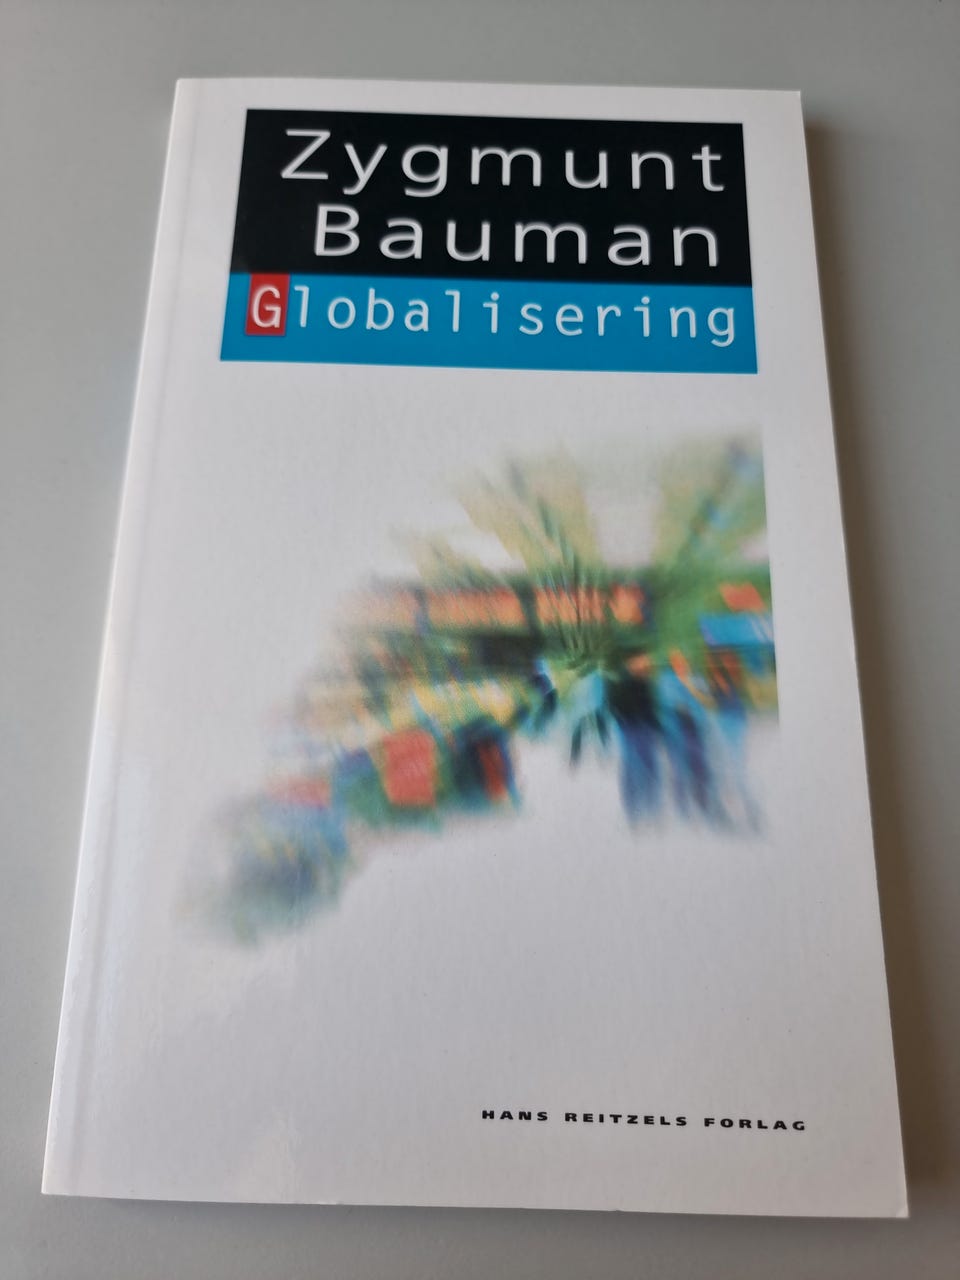 Zygmunt
Bauman
Globalisering
HANS REITZELS FORLAG